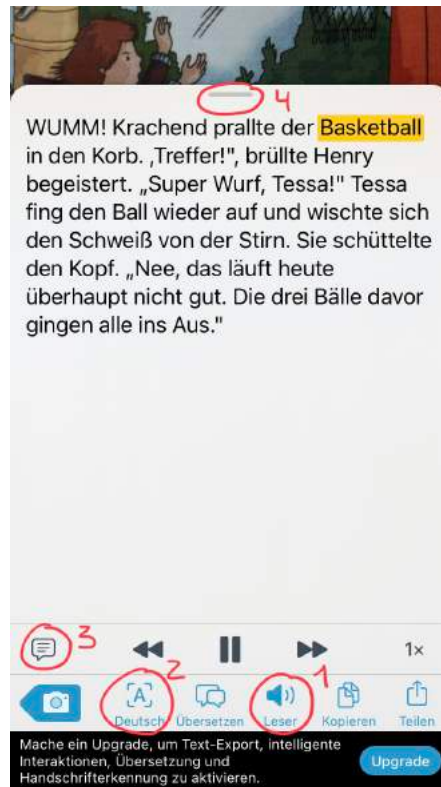 4
WUMM! Krachend prallte der Basketball
in den Korb. ‚Treffer!", brüllte Henry
begeistert. „Super Wurf, Tessa!" Tessa
fing den Ball wieder auf und wischte sich
den Schweiß von der Stirn. Sie schüttelte
den Kopf. „Nee, das läuft heute
überhaupt nicht gut. Die drei Bälle davor
gingen alle ins Aus."
3
1×
2
1
[A]
Deutsch Übersetzen Leser Kopieren Teilen
Mache ein Upgrade, um Text-Export, intelligente
Interaktionen, Übersetzung und
Handschrifterkennung zu aktivieren.
Upgrade